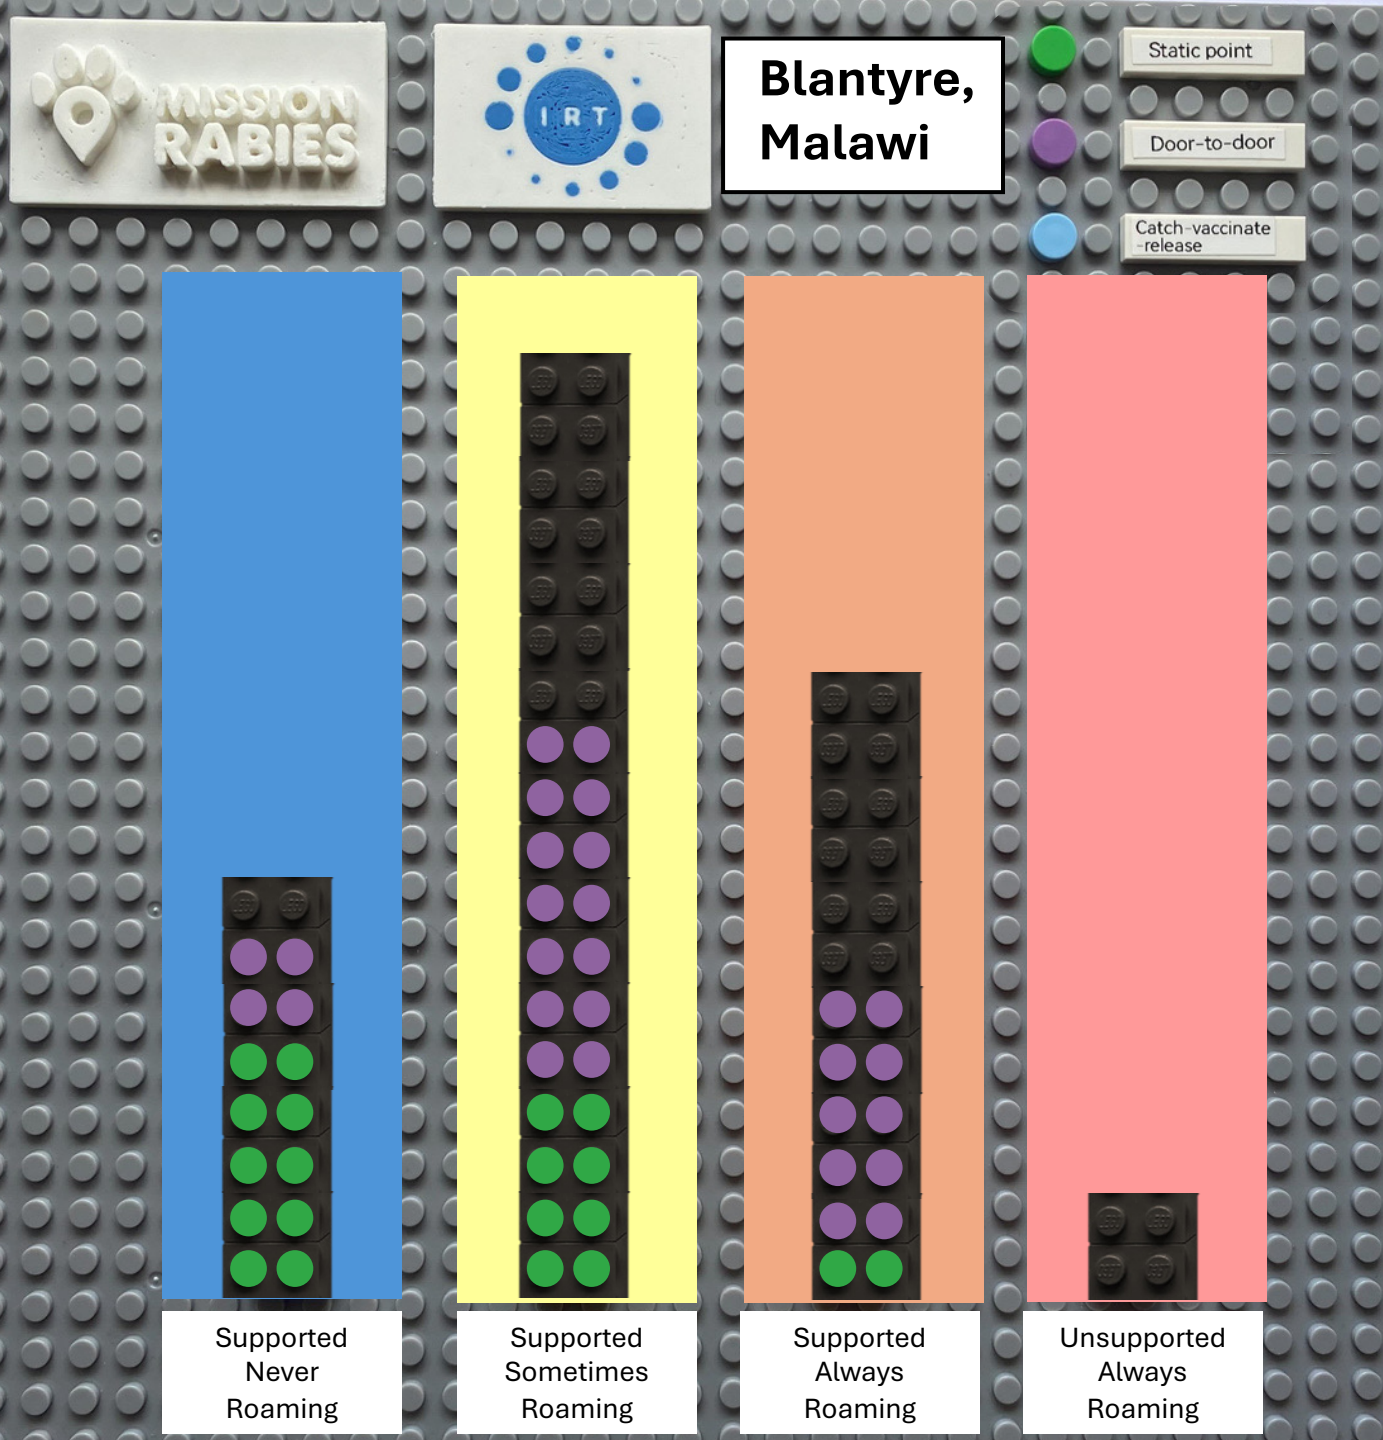 MISSION
RABIES
IRT
Blantyre,
Malawi
Static point
Door-to-door
Catch-vaccinate
-release
Supported
Never
Roaming
Supported
Sometimes
Roaming
Supported
Always
Roaming
Unsupported
Always
Roaming